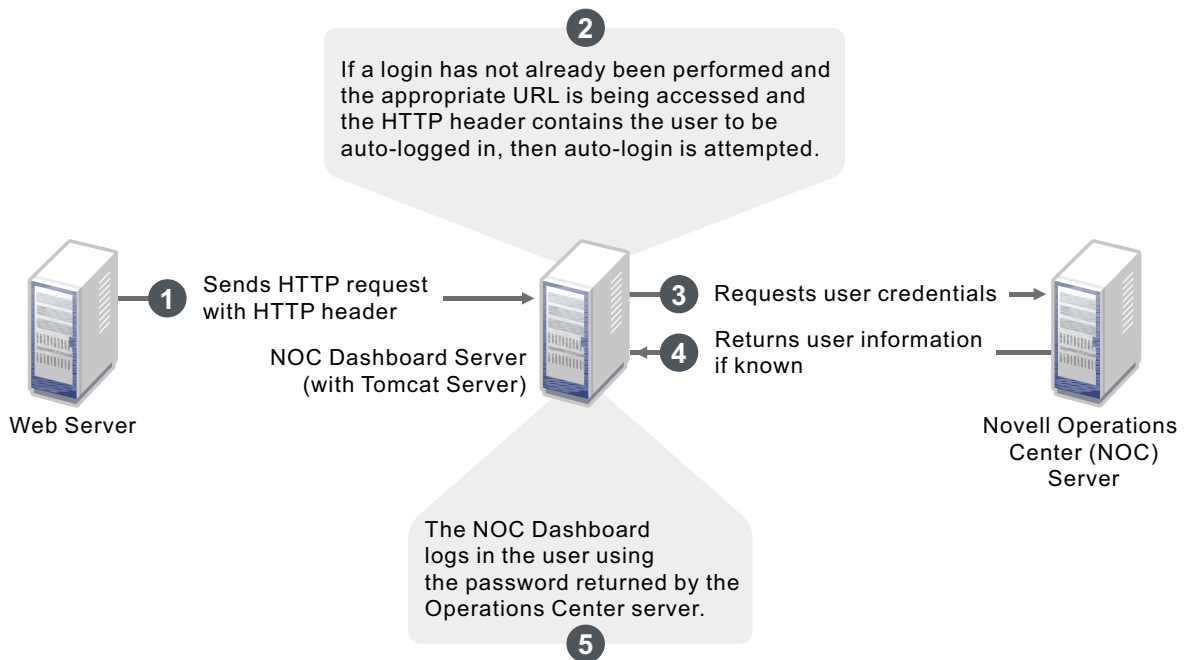 2
If a login has not already been performed and
the appropriate URL is being accessed and
the HTTP header contains the user to be
auto-logged in, then auto-login is attempted.
1
Sends HTTP request
with HTTP header
3
Requests user credentials
4
Returns user information
if known
NOC Dashboard Server
(with Tomcat Server)
Web Server
Novell Operations
Center (NOC)
Server
The NOC Dashboard
logs in the user using
the password returned by the
Operations Center server.
5